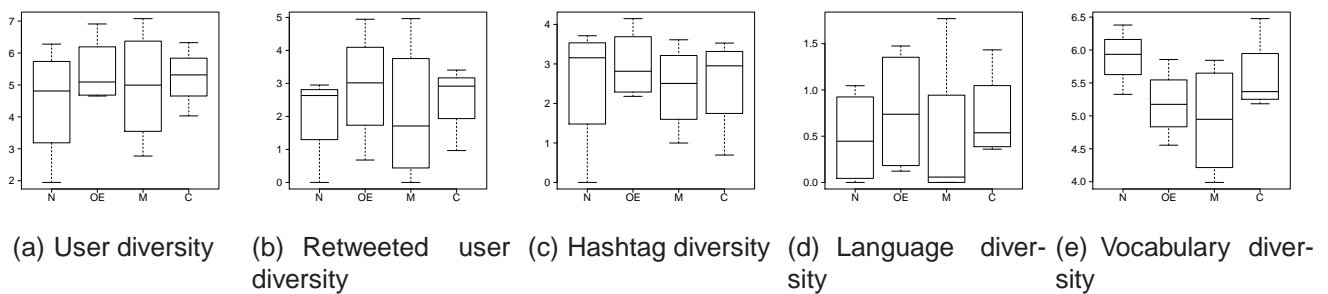 7
6
5
4
3
2
N OE M C
5
4
3
2
1
0
N OE M C
4
3
2
1
0
N OE M C
1.5
1.0
0.5
0.0
N OE M C
6.5
6.0
5.5
5.0
4.5
4.0
N OE M C
(a) User diversity
(b) Retweeted user
diversity
(c) Hashtag diversity
(d) Language diver-
sity
(e) Vocabulary diver-
sity